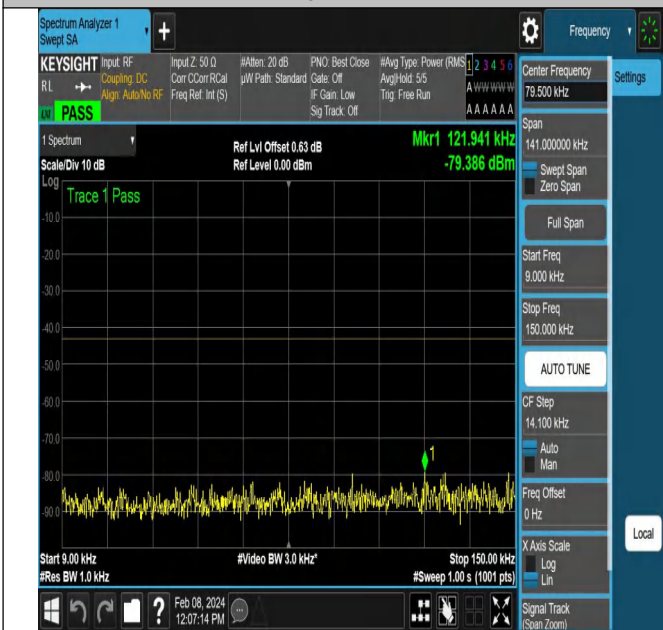 Spectrum Analyzer 1
Swept SA
+
Frequency
KEYSIGHT
RL
PASS
Input: RF
Coupling: DC
Align: Auto/No RF
Input Z: 50 Ω
Corr CCorr RCal
Freq Ref: Int (S)
#Atten: 20 dB
µW Path: Standard
PNO: Best Close
Gate: Off
IF Gain: Low
Sig Track: Off
#Avg Type: Power (RMS
Avg|Hold: 5/5
Trig: Free Run
1 2 3 4 5 6
A W W W W W
A A A A A A
1 Spectrum
Scale/Div 10 dB
Ref Lvl Offset 0.63 dB
Ref Level 0.00 dBm
Mkr1 121.941 kHz
-79.386 dBm
Log
Trace 1 Pass
-10.0
-20.0
-30.0
-40.0
-50.0
-60.0
-70.0
-80.0
-90.0
1
Start 9.00 kHz
#Res BW 1.0 kHz
#Video BW 3.0 kHz*
Stop 150.00 kHz
#Sweep 1.00 s (1001 pts)
Feb 08, 2024
12:07:14 PM
Center Frequency
79.500 kHz
Settings
Span
141.000000 kHz
Swept Span
Zero Span
Full Span
Start Freq
9.000 kHz
Stop Freq
150.000 kHz
AUTO TUNE
CF Step
14.100 kHz
Auto
Man
Freq Offset
0 Hz
X Axis Scale
Log
Lin
Local
Signal Track
(Span Zoom)